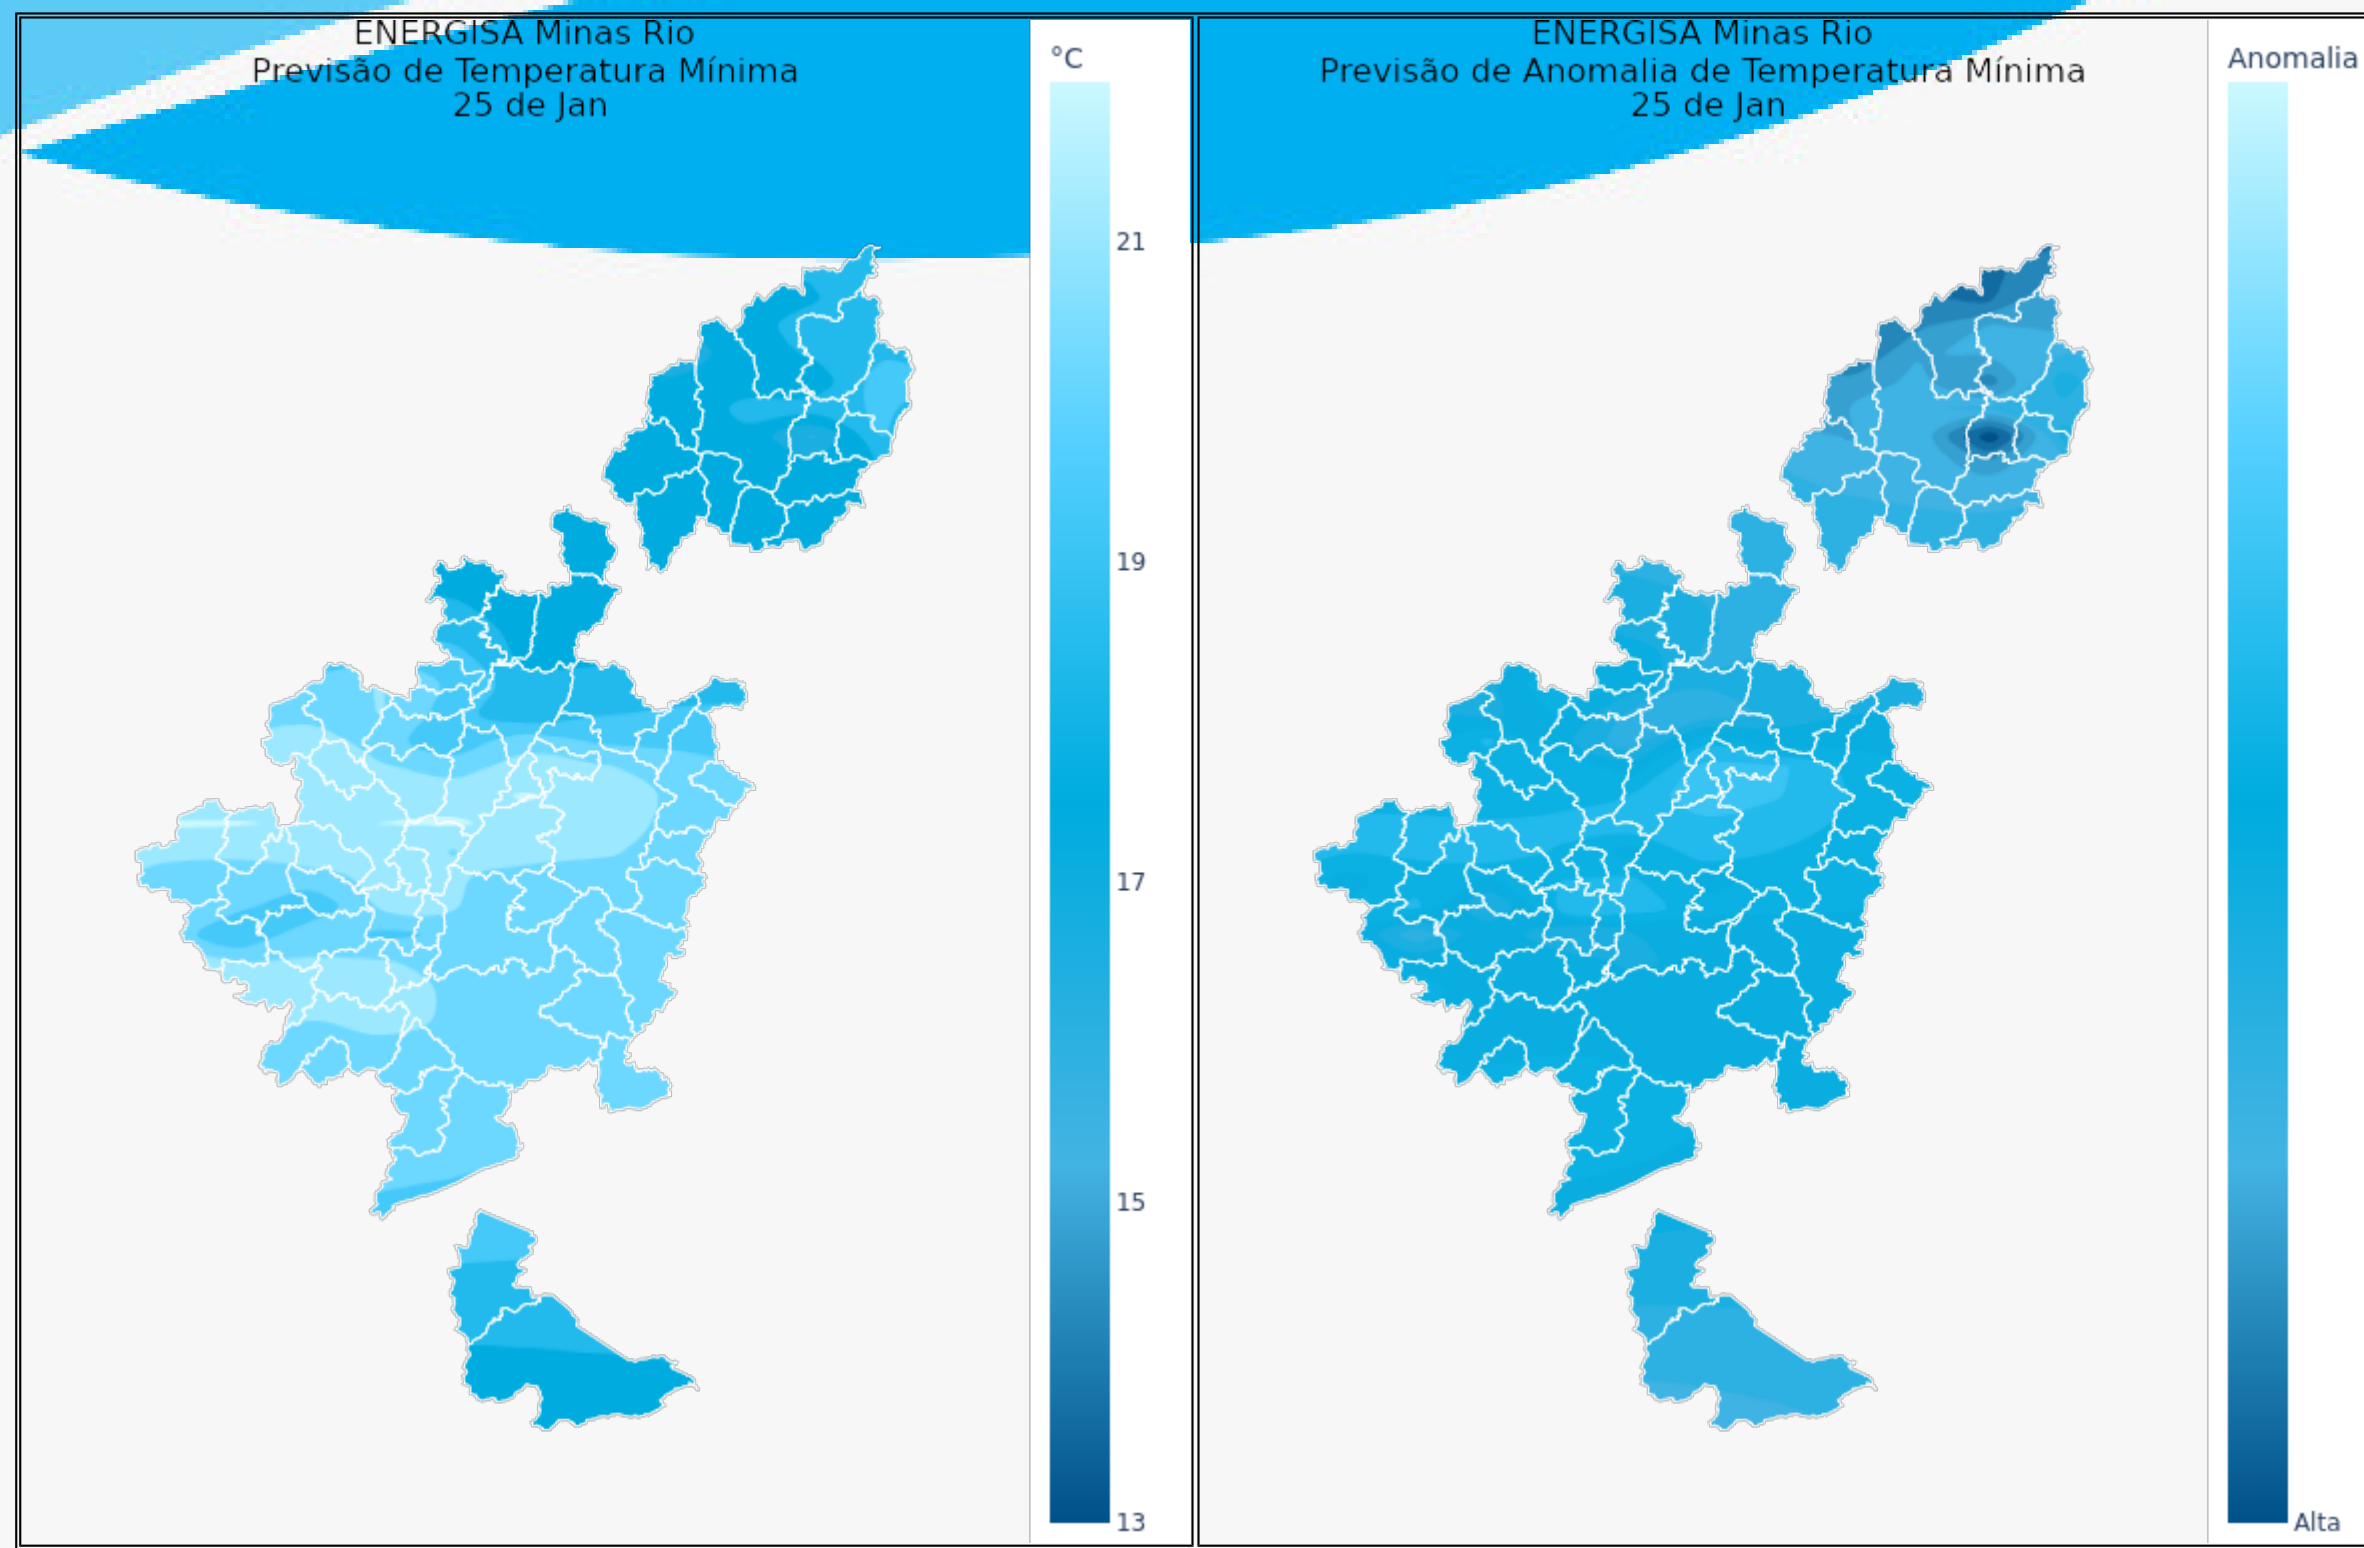 ENERGISA Minas Rio
Previsão de Temperatura Mínima
25 de Jan
°C
21
19
17
15
13
ENERGISA Minas Rio
Previsão de Anomalia de Temperatura Mínima
25 de Jan
Anomalia
Alta